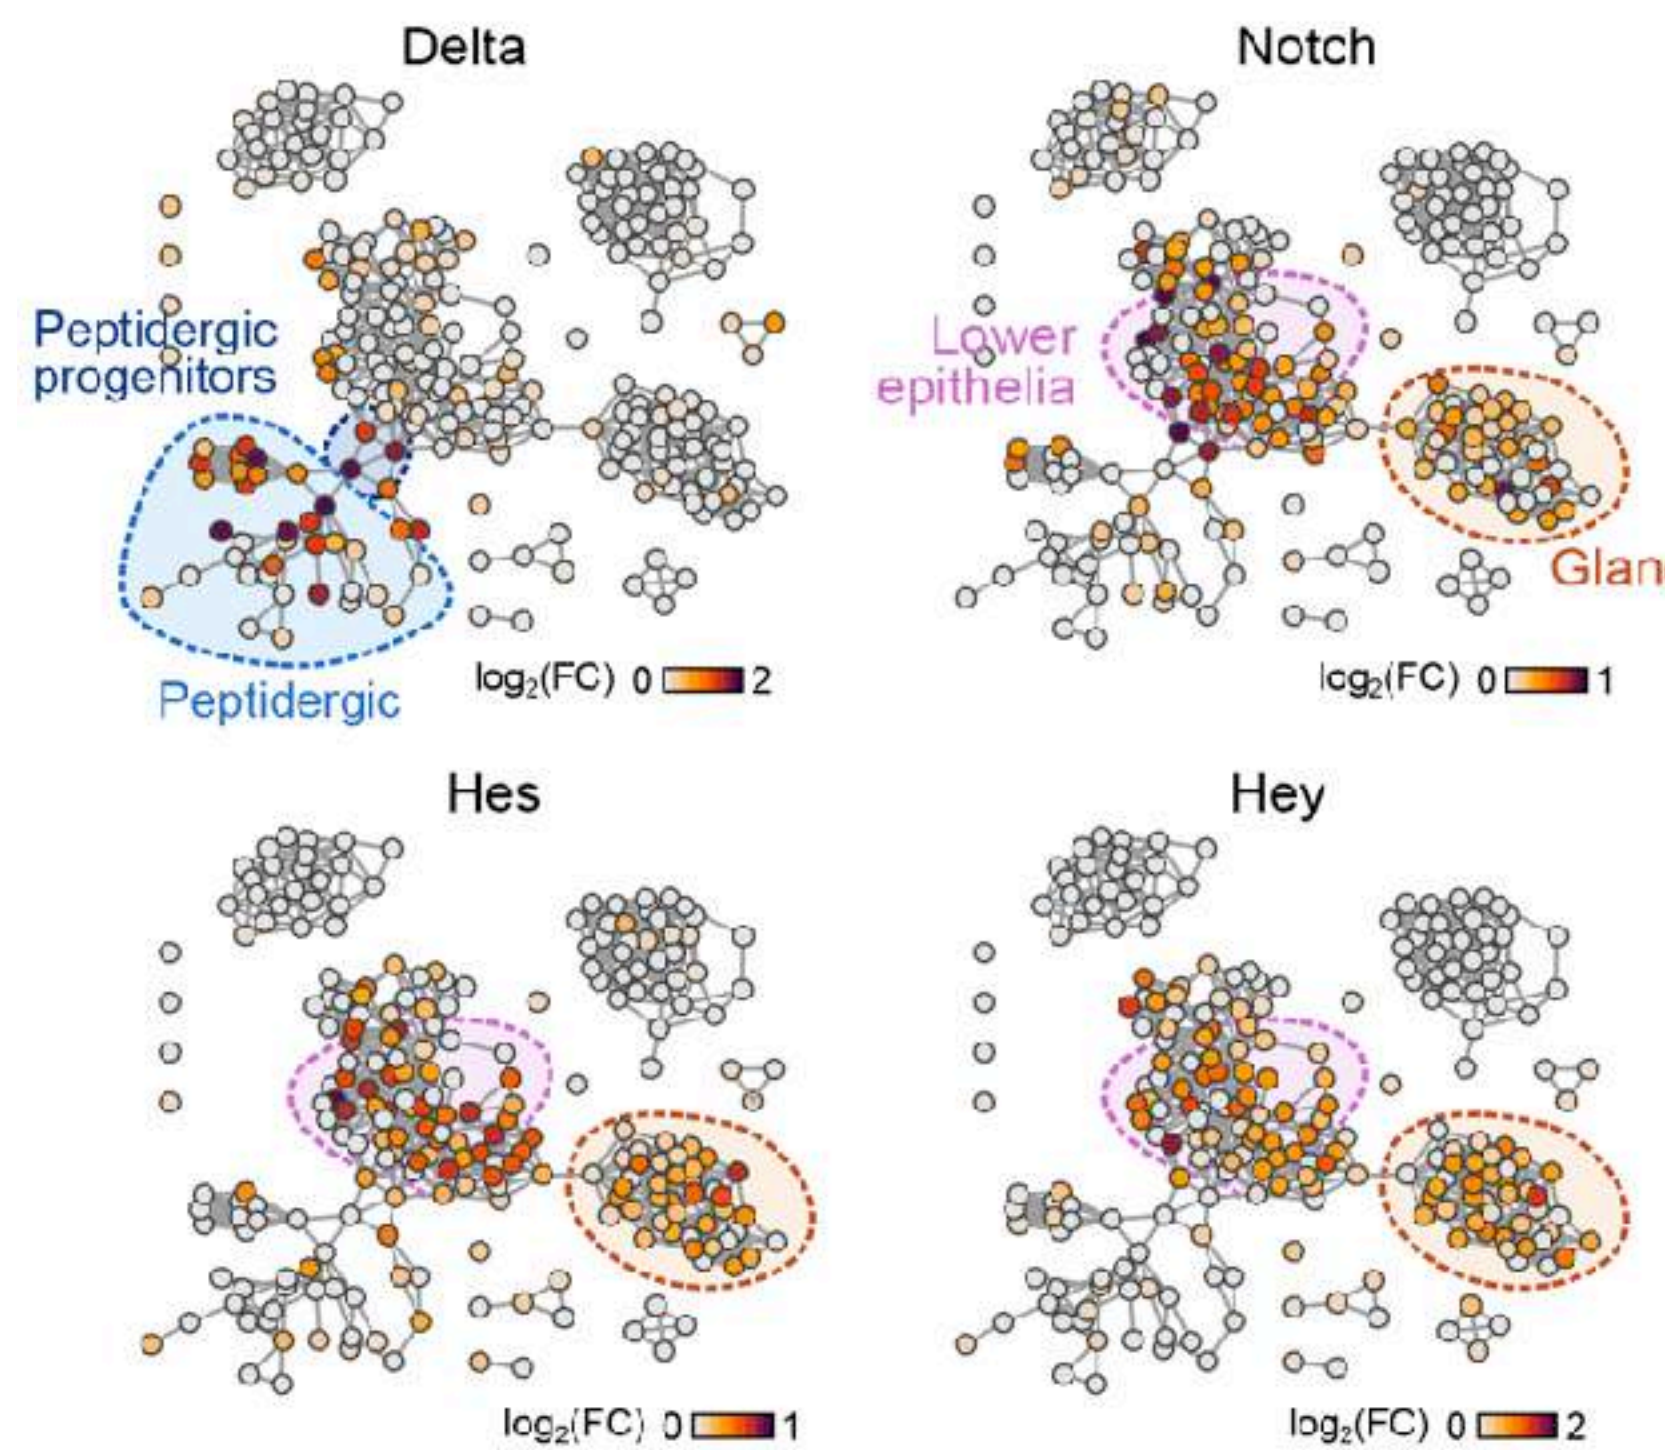 Delta
Notch
Peptidergic
progenitors
Lower
epithelia
Glan
Peptidergic
log₂(FC) 0 2
log₂(FC) 0 1
Hes
Hey
log₂(FC) 0 1
log₂(FC) 0 2